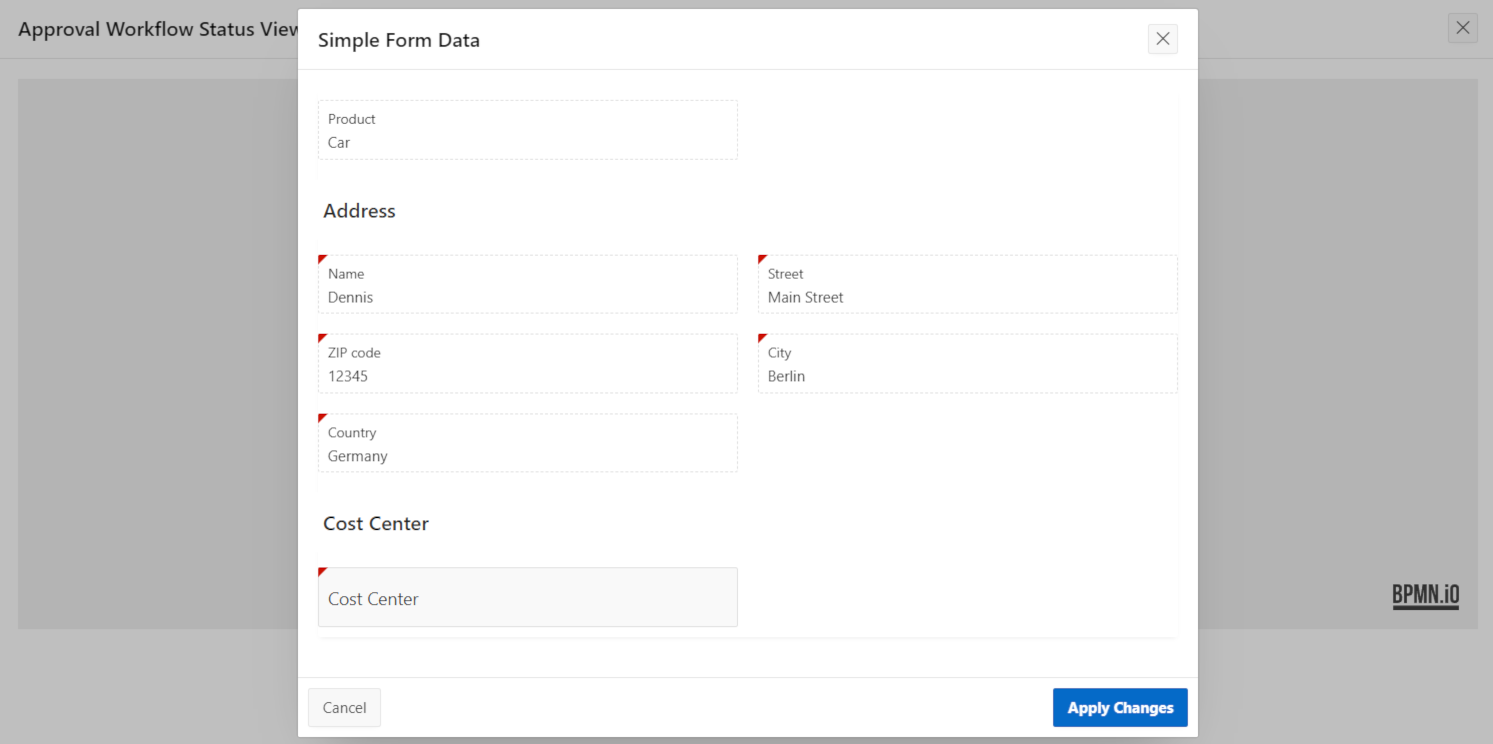 Approval Workflow Status View
Simple Form Data
Product
Car
Address
Name
Dennis
Street
Main Street
ZIP code
12345
City
Berlin
Country
Germany
Cost Center
Cost Center
BPMN.iO
Cancel
Apply Changes